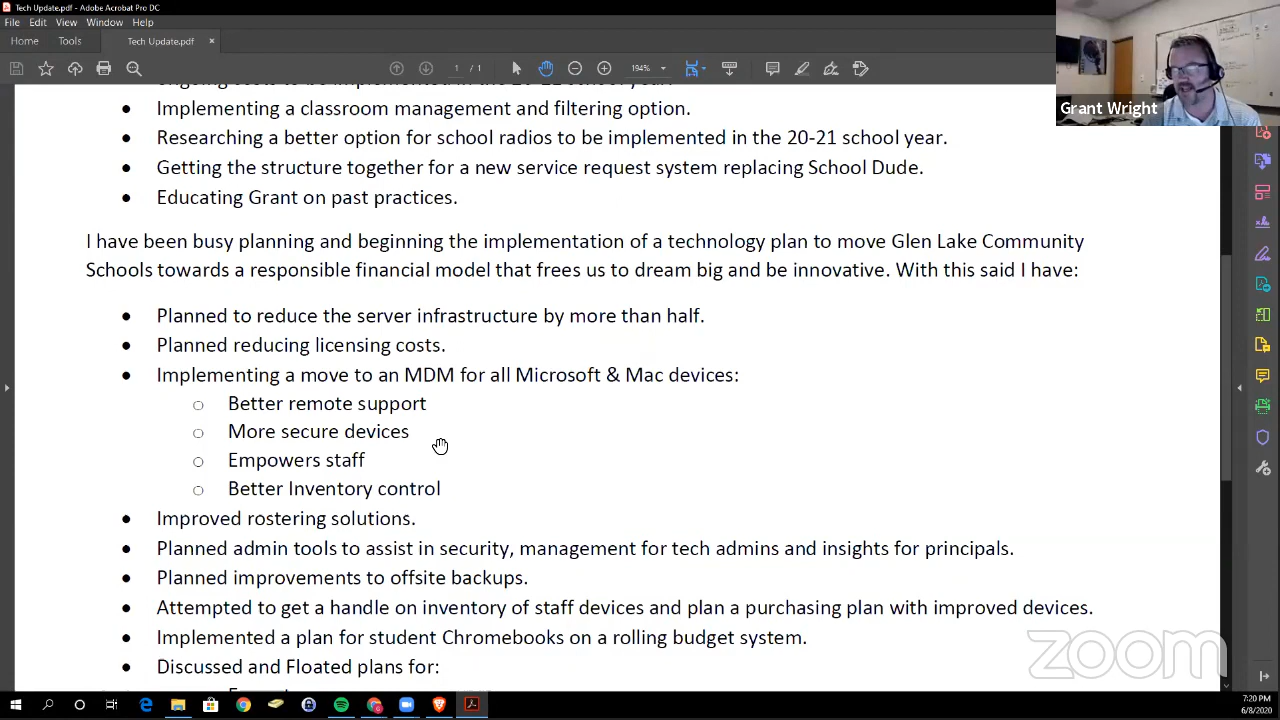 Tech Update.pdf - Adobe Acrobat Pro DC
File Edit View Window Help
Home Tools Tech Update.pdf ×
1 / 1 194%
Implementing a classroom management and filtering option.
Researching a better option for school radios to be implemented in the 20-21 school year.
Getting the structure together for a new service request system replacing School Dude.
Educating Grant on past practices.
I have been busy planning and beginning the implementation of a technology plan to move Glen Lake Community
Schools towards a responsible financial model that frees us to dream big and be innovative. With this said I have:
Planned to reduce the server infrastructure by more than half.
Planned reducing licensing costs.
Implementing a move to an MDM for all Microsoft & Mac devices:
Better remote support
More secure devices
Empowers staff
Better Inventory control
Improved rostering solutions.
Planned admin tools to assist in security, management for tech admins and insights for principals.
Planned improvements to offsite backups.
Attempted to get a handle on inventory of staff devices and plan a purchasing plan with improved devices.
Implemented a plan for student Chromebooks on a rolling budget system.
Discussed and Floated plans for:
Grant Wright
zoom
7:20 PM
6/8/2020